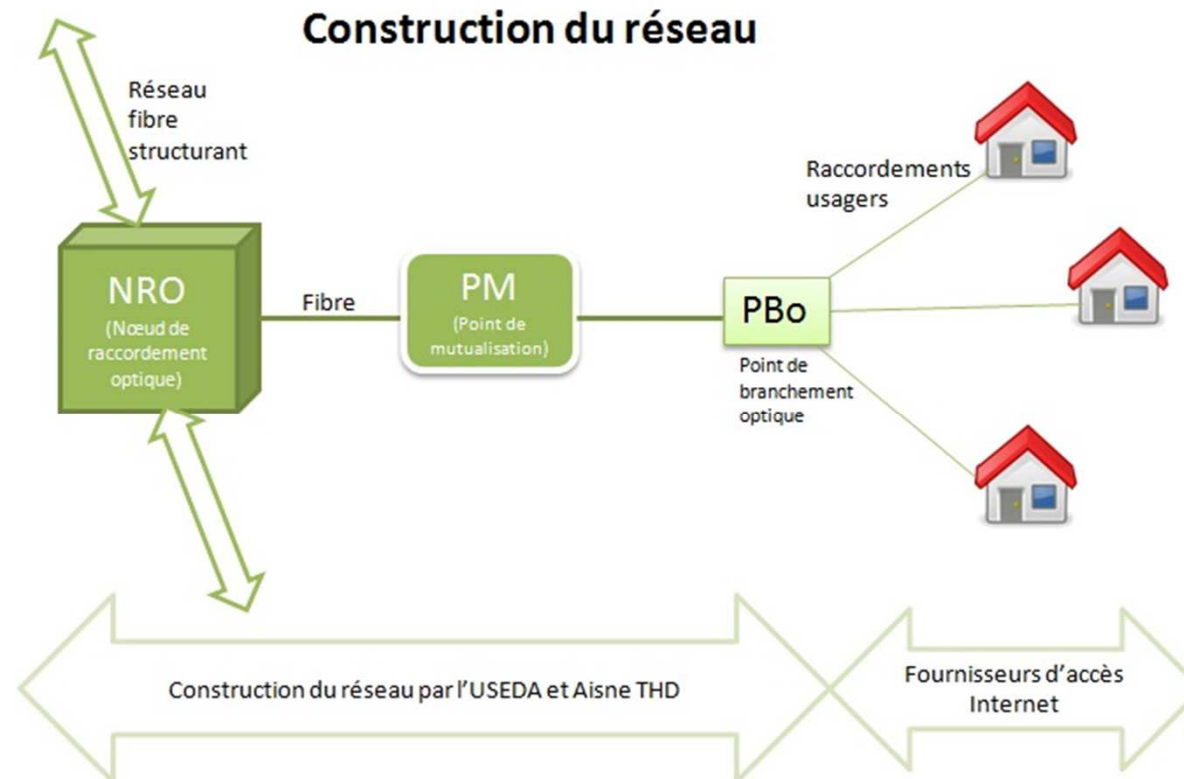 Construction du réseau
Réseau
fibre
structurant
Raccordements
usagers
NRO
(Nœud de
raccordement
optique)
Fibre
PM
(Point de
mutualisation)
PBo
Point de
branchement
optique
Construction du réseau par l'USEDA et Aisne THD
Fournisseurs d'accès
Internet